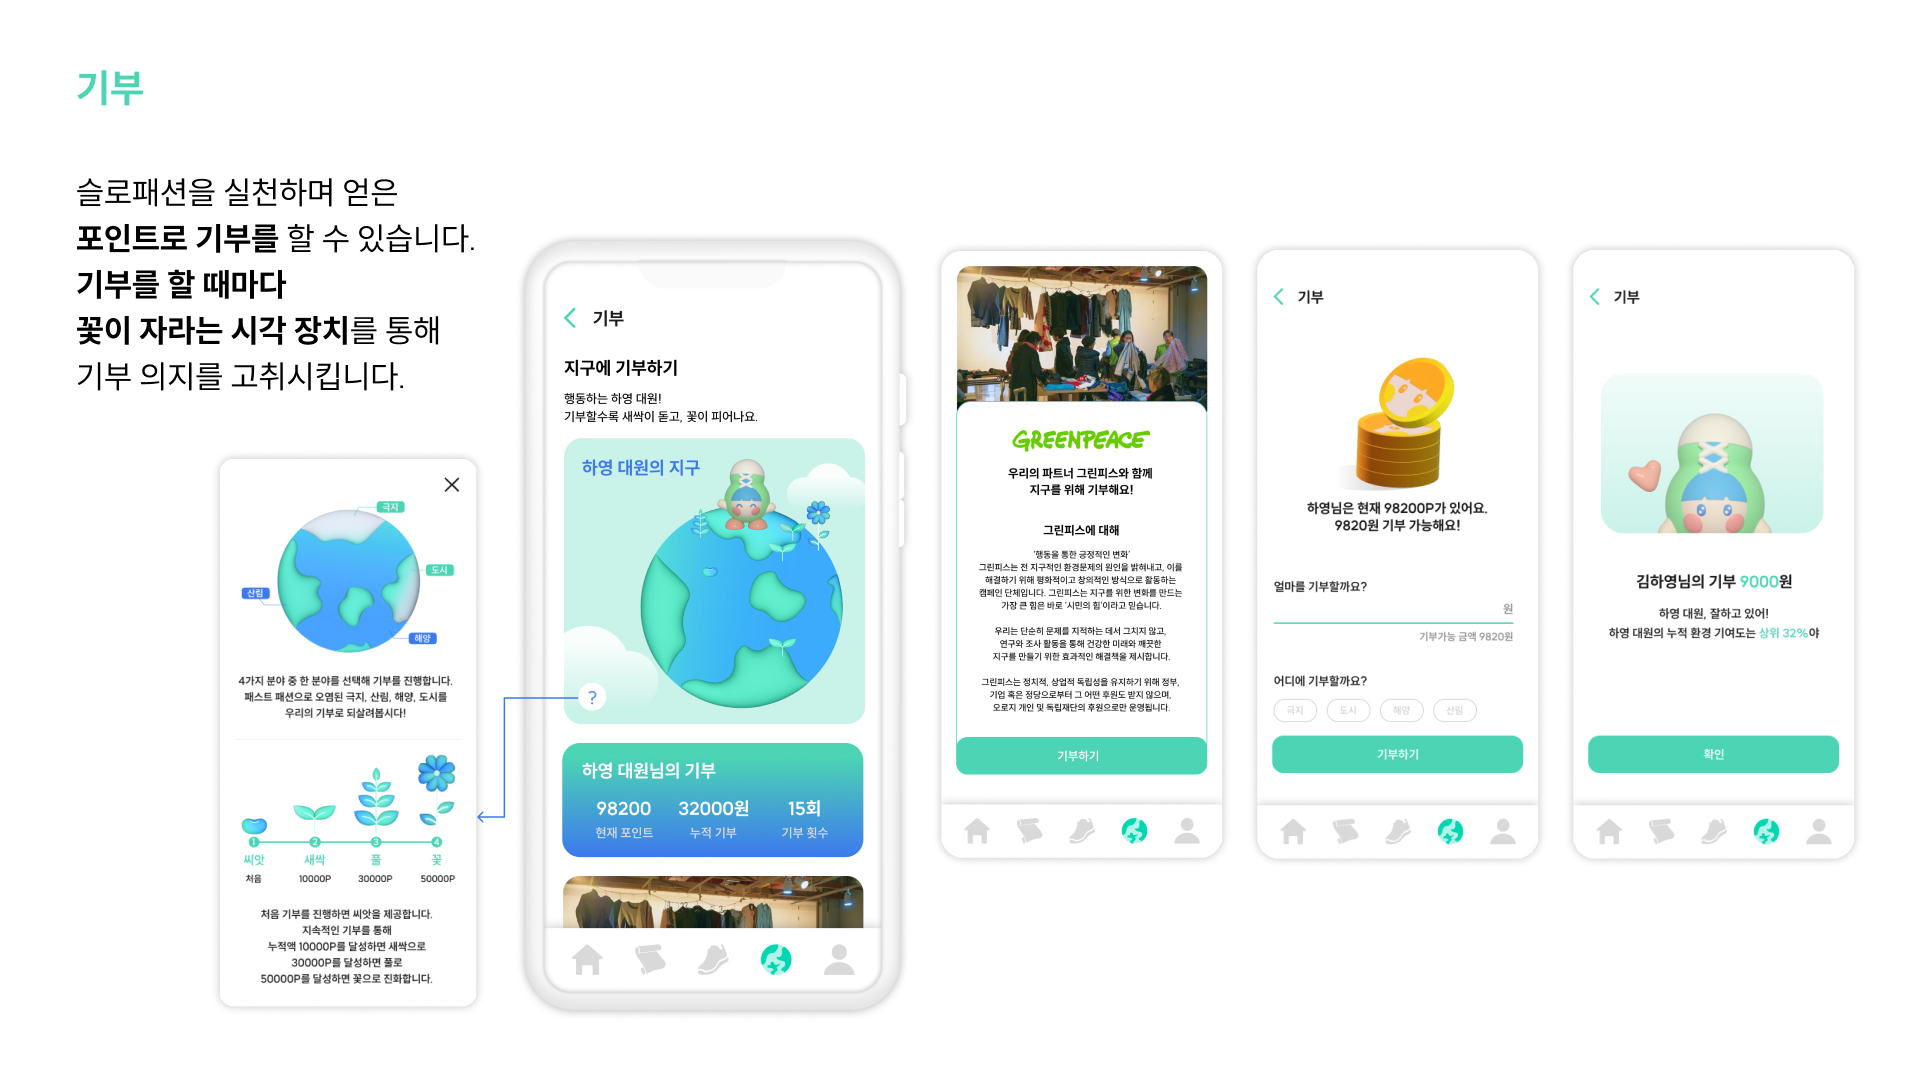 기부
슬로패션을 실천하며 얻은
포인트로 기부를 할 수 있습니다.
기부를 할 때마다
꽃이 자라는 시각 장치를 통해
기부 의지를 고취시킵니다.
극지
도시
산림
해양
4가지 분야 중 한 분야를 선택해 기부를 진행합니다.
패스트 패션으로 오염된 극지, 산림, 해양, 도시를
우리의 기부로 되살려봅시다!
1 2 3 4
씨앗 새싹 풀 꽃
처음 10000P 30000P 50000P
처음 기부를 진행하면 씨앗을 제공합니다.
지속적인 기부를 통해
누적액 10000P를 달성하면 새싹으로
30000P를 달성하면 풀로
50000P를 달성하면 꽃으로 진화합니다.
기부
지구에 기부하기
행동하는 하영 대원!
기부할수록 새싹이 돋고, 꽃이 피어나요.
하영 대원의 지구
?
하영 대원님의 기부
98200 32000원 15회
현재 포인트 누적 기부 기부 횟수
GREENPEACE
우리의 파트너 그린피스와 함께
지구를 위해 기부해요!
그린피스에 대해
'행동을 통한 긍정적인 변화'
그린피스는 전 지구적인 환경문제의 원인을 밝혀내고, 이를
해결하기 위해 평화적이고 창의적인 방식으로 활동하는
캠페인 단체입니다. 그린피스는 지구를 위한 변화를 만드는
가장 큰 힘은 바로 '시민의 힘'이라고 믿습니다.
우리는 단순히 문제를 지적하는 데서 그치지 않고,
연구와 조사 활동을 통해 건강한 미래와 깨끗한
지구를 만들기 위한 효과적인 해결책을 제시합니다.
그린피스는 정치적, 상업적 독립성을 유지하기 위해 정부,
기업 혹은 정당으로부터 그 어떤 후원도 받지 않으며,
오로지 개인 및 독립재단의 후원으로만 운영됩니다.
기부하기
기부
하영님은 현재 98200P가 있어요.
9820원 기부 가능해요!
얼마를 기부할까요?
원
기부가능 금액 9820원
어디에 기부할까요?
극지 도시 해양 산림
기부하기
기부
김하영님의 기부 9000원
하영 대원, 잘하고 있어!
하영 대원의 누적 환경 기여도는 상위 32%야
확인